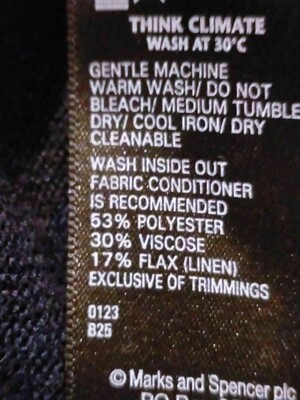 THINK CLIMATE
WASH AT 30°C
GENTLE MACHINE
WARM WASH/ DO NOT
BLEACH/ MEDIUM TUMBLE
DRY/ COOL IRON/ DRY
CLEANABLE
WASH INSIDE OUT
FABRIC CONDITIONER
IS RECOMMENDED
53% POLYESTER
30% VISCOSE
17% FLAX (LINEN)
EXCLUSIVE OF TRIMMINGS
0123
B25
© Marks and Spencer plc